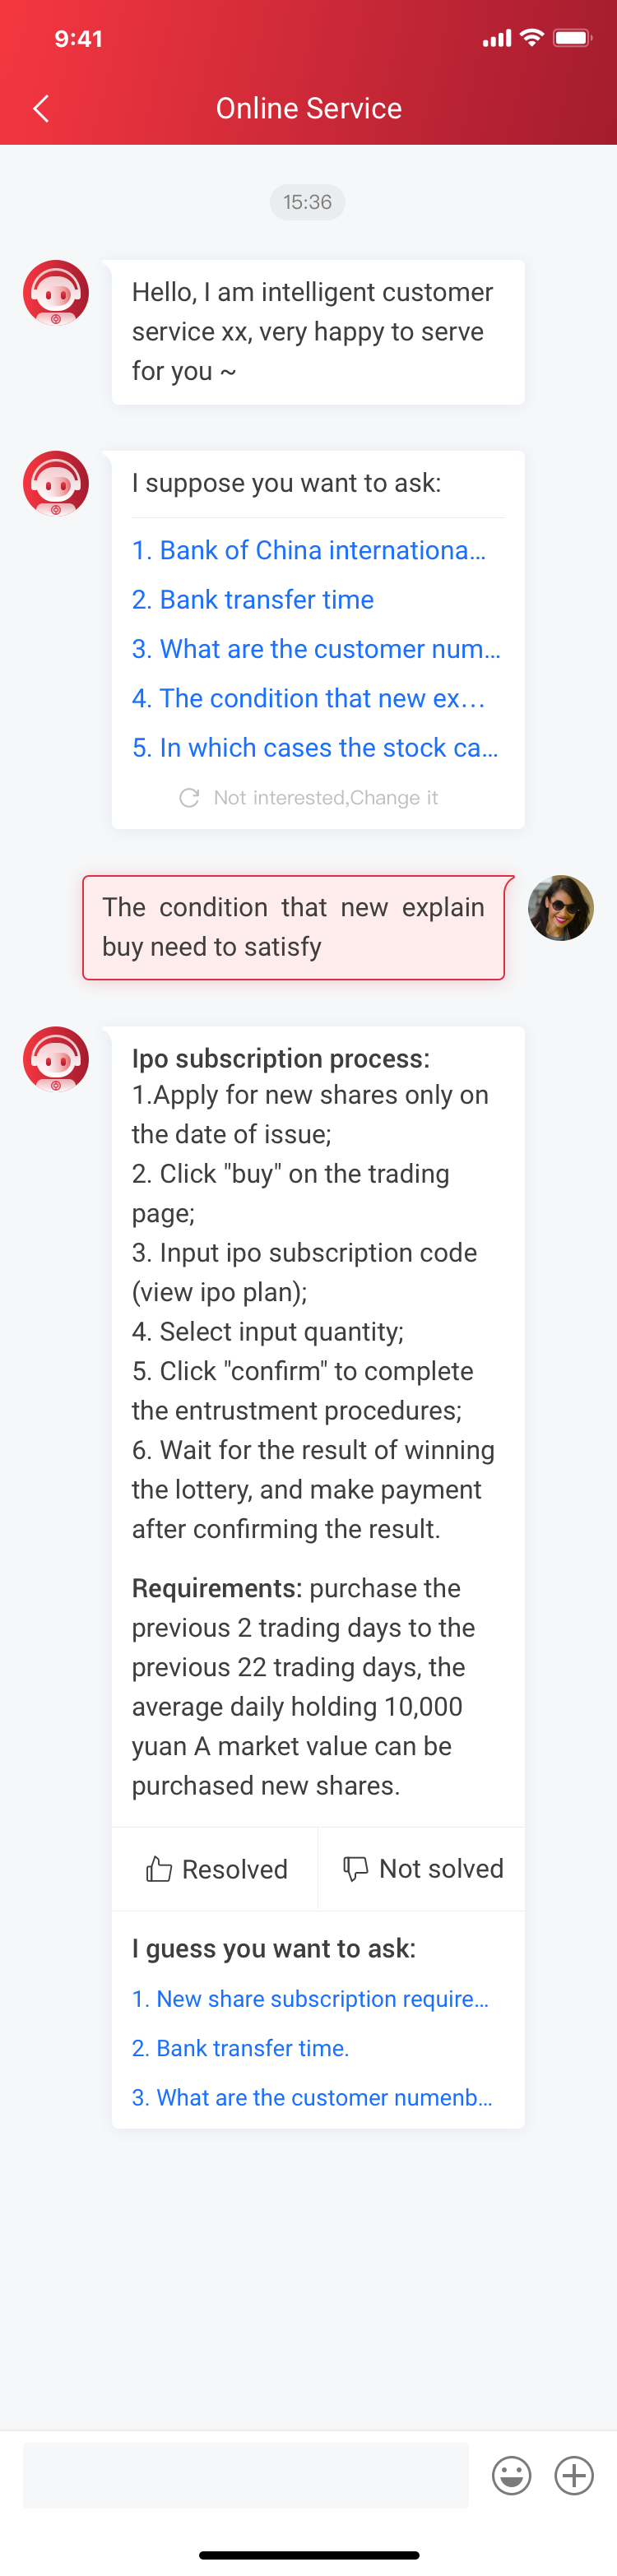 9:41
Online Service
15:36
Hello, I am intelligent customer
service xx, very happy to serve
for you ~
I suppose you want to ask:
1. Bank of China internationa...
2. Bank transfer time
3. What are the customer num...
4. The condition that new ex...
5. In which cases the stock ca...
Not interested,Change it
The condition that new explain
buy need to satisfy
Ipo subscription process:
1.Apply for new shares only on
the date of issue;
2. Click "buy" on the trading
page;
3. Input ipo subscription code
(view ipo plan);
4. Select input quantity;
5. Click "confirm" to complete
the entrustment procedures;
6. Wait for the result of winning
the lottery, and make payment
after confirming the result.
Requirements: purchase the
previous 2 trading days to the
previous 22 trading days, the
average daily holding 10,000
yuan A market value can be
purchased new shares.
Resolved
Not solved
I guess you want to ask:
1. New share subscription require...
2. Bank transfer time.
3. What are the customer numenb...